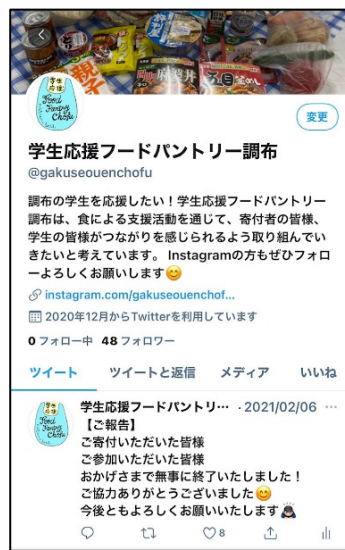 学生応援
Food
Pantry
Chofu
変更
学生応援フードパントリー調布
@gakuseouenchofu
調布の学生を応援したい！学生応援フードパントリー
調布は、食による支援活動を通じて、寄付者の皆様、
学生の皆様がつながりを感じられるよう取り組んでい
きたいと考えています。 Instagramの方もぜひフォロ
ーよろしくお願いします😊
instagram.com/gakuseouenchof...
2020年12月からTwitterを利用しています
0 フォロー中 48 フォロワー
ツイート ツイートと返信 メディア いいね
学生応援フードパントリ… · 2021/02/06 …
【ご報告】
ご寄付いただいた皆様
ご参加いただいた皆様
おかげさまで無事に終了いたしました！
ご協力ありがとうございました😊
今後ともよろしくお願いいたします🙇
8